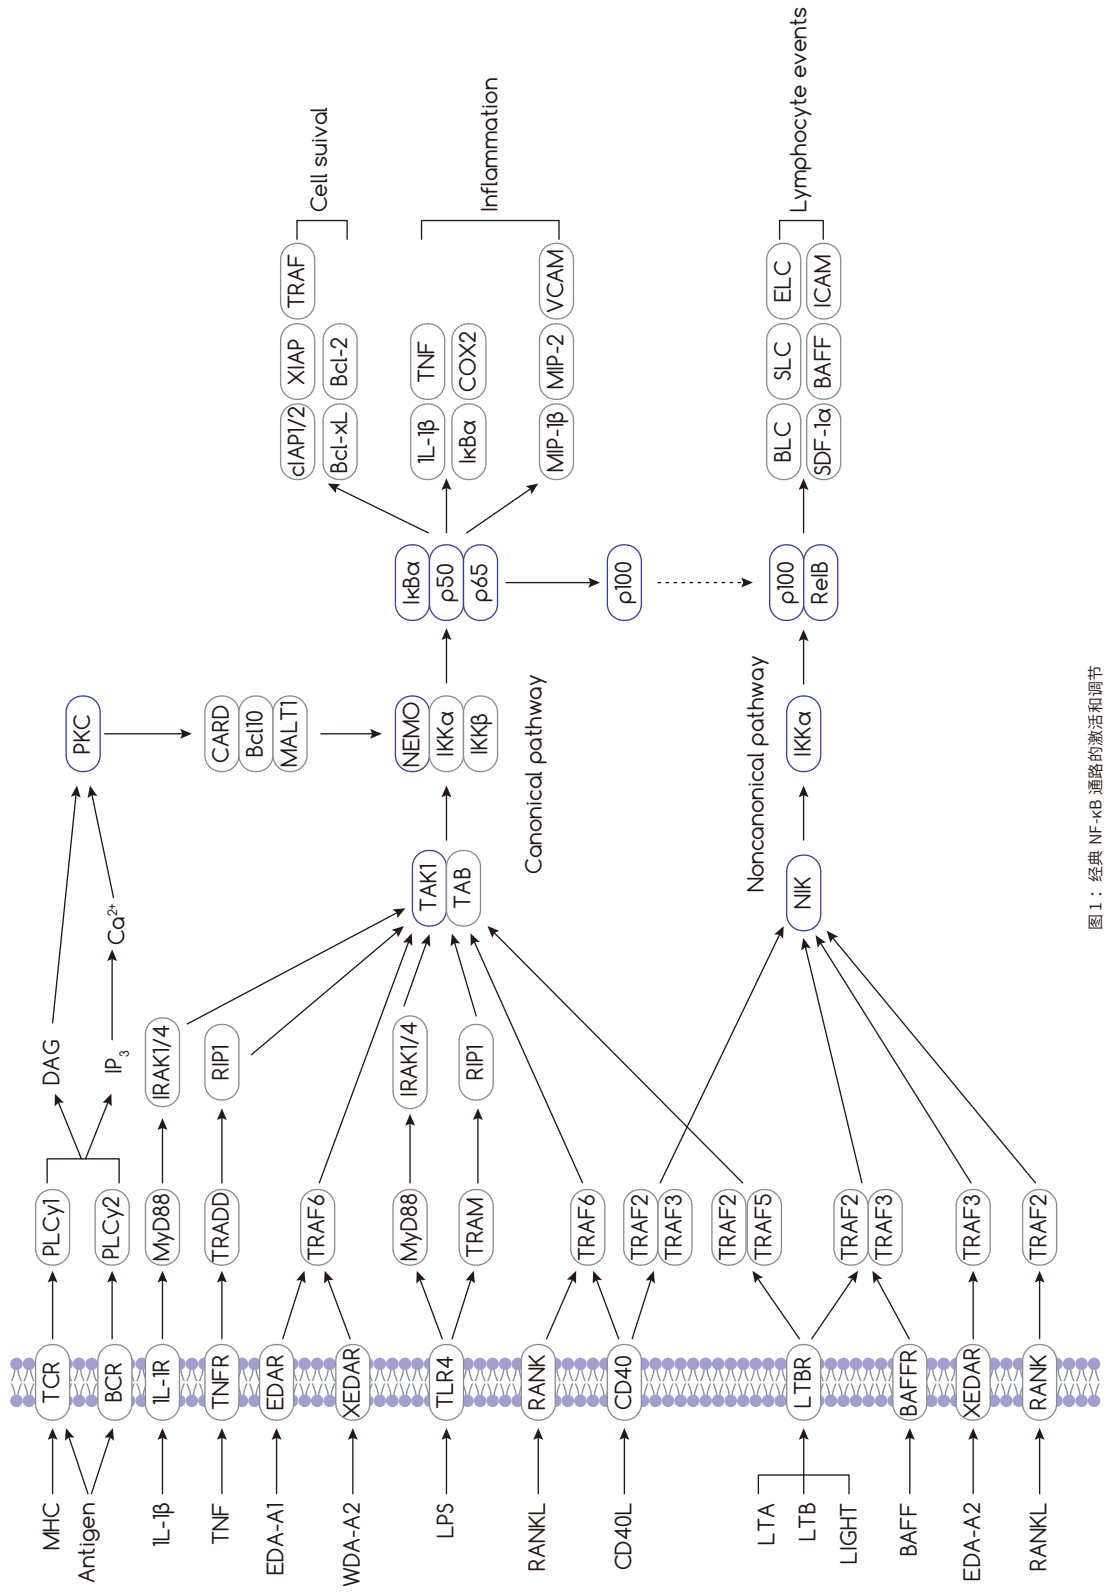 MHC
Antigen
1L-1β
TNF
EDA-A1
WDA-A2
LPS
RANKL
CD40L
LTA
LTB
LIGHT
BAFF
EDA-A2
RANKL
TCR
BCR
1L-1R
TNFR
EDAR
XEDAR
TLR4
RANK
CD40
LTBR
BAFFR
XEDAR
RANK
PLCy1
PLCy2
MyD88
TRADD
TRAF6
MyD88
TRAM
TRAF6
TRAF2
TRAF3
TRAF2
TRAF5
TRAF2
TRAF3
TRAF3
TRAF2
DAG
IP3
Ca2+
IRAK1/4
RIP1
IRAK1/4
RIP1
TAK1
TAB
NIK
PKC
CARD
Bcl10
MALT1
NEMO
IKKα
IKKβ
Canonical pathway
Noncanonical pathway
IKKα
IκBα
ρ50
ρ65
ρ100
ρ100
RelB
cIAP1/2
XIAP
TRAF
Bcl-xL
Bcl-2
Cell suival
1L-1β
TNF
IκBα
COX2
MIP-1β
MIP-2
VCAM
Inflammation
BLC
SLC
ELC
SDF-1α
BAFF
ICAM
Lymphocyte events
图 1：经典 NF-κB 通路的激活和调节